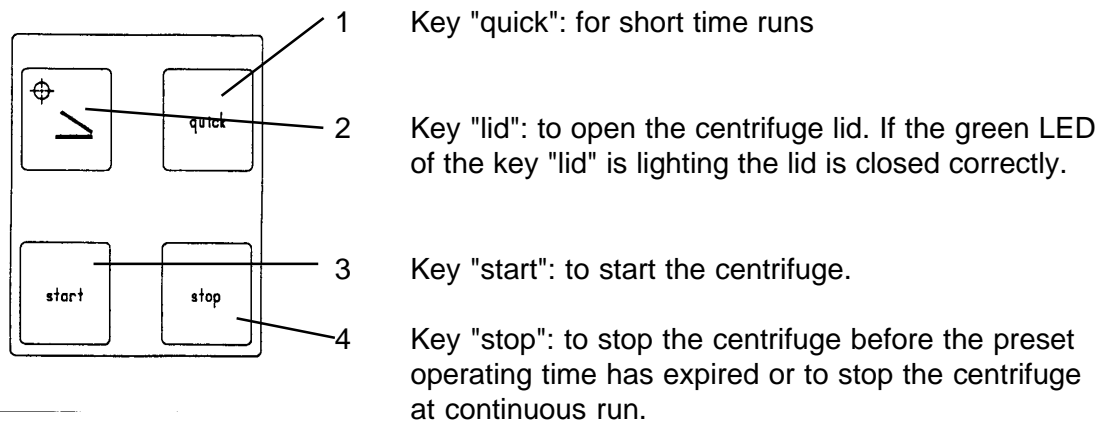 1 Key "quick": for short time runs
quick
2 Key "lid": to open the centrifuge lid. If the green LED
of the key "lid" is lighting the lid is closed correctly.
3 Key "start": to start the centrifuge.
start stop
4 Key "stop": to stop the centrifuge before the preset
operating time has expired or to stop the centrifuge
at continuous run.